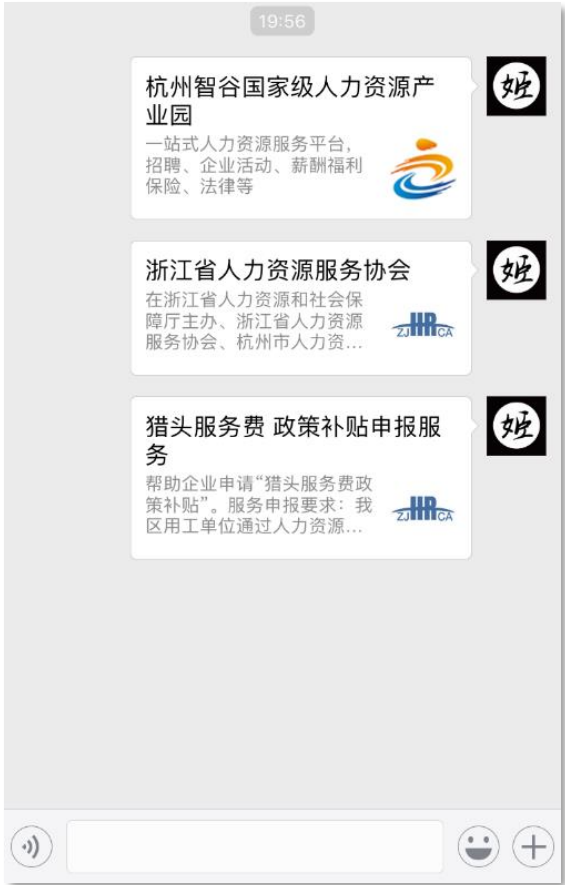 19:56
杭州智谷国家级人力资源产
业园
一站式人力资源服务平台，
招聘、企业活动、薪酬福利
保险、法律等
姬
浙江省人力资源服务协会
在浙江省人力资源和社会保
障厅主办、浙江省人力资源
服务协会、杭州市人力资...
ZJHRCA
姬
猎头服务费 政策补贴申报服
务
帮助企业申请“猎头服务费政
策补贴”。服务申报要求：我
区用工单位通过人力资源...
ZJHRCA
姬